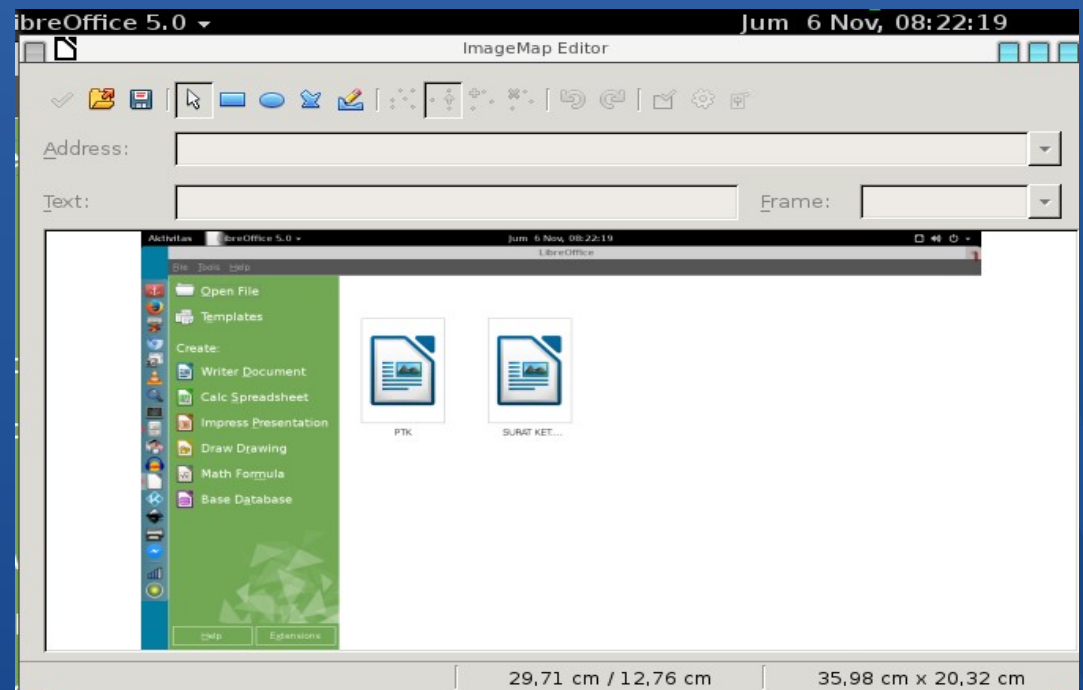 ibreOffice 5.0
Jum 6 Nov, 08:22:19
ImageMap Editor
Address:
Text:
Frame:
Aktivitas
ibreOffice 5.0
Jum 6 Nov, 08:22:19
LibreOffice
File Tools Help
Open File
Templates
Create:
Writer Document
Calc Spreadsheet
Impress Presentation
Draw Drawing
Math Formula
Base Database
PTK
SURAT KET....
Help
Extensions
29,71 cm / 12,76 cm
35,98 cm x 20,32 cm